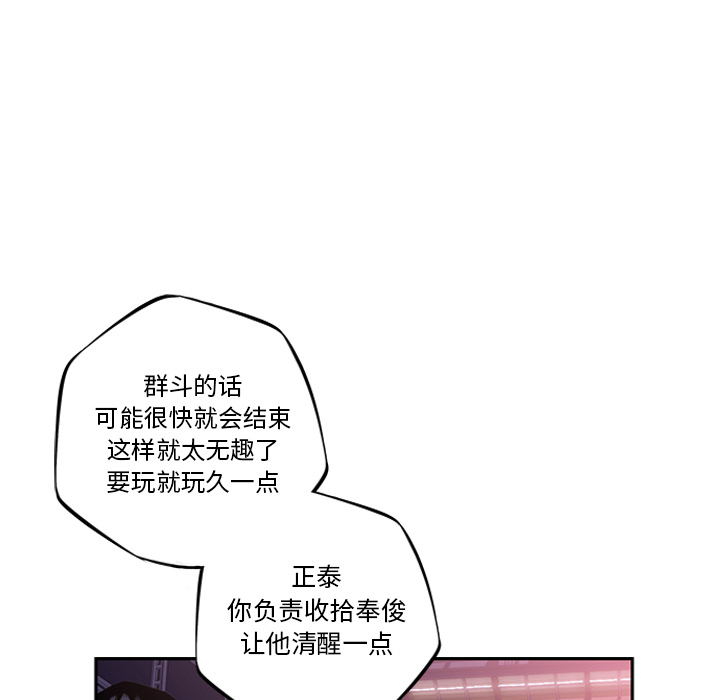 群斗的话
可能很快就会结束
这样就太无趣了
要玩就玩久一点
正泰
你负责收拾奉俊
让他清醒一点